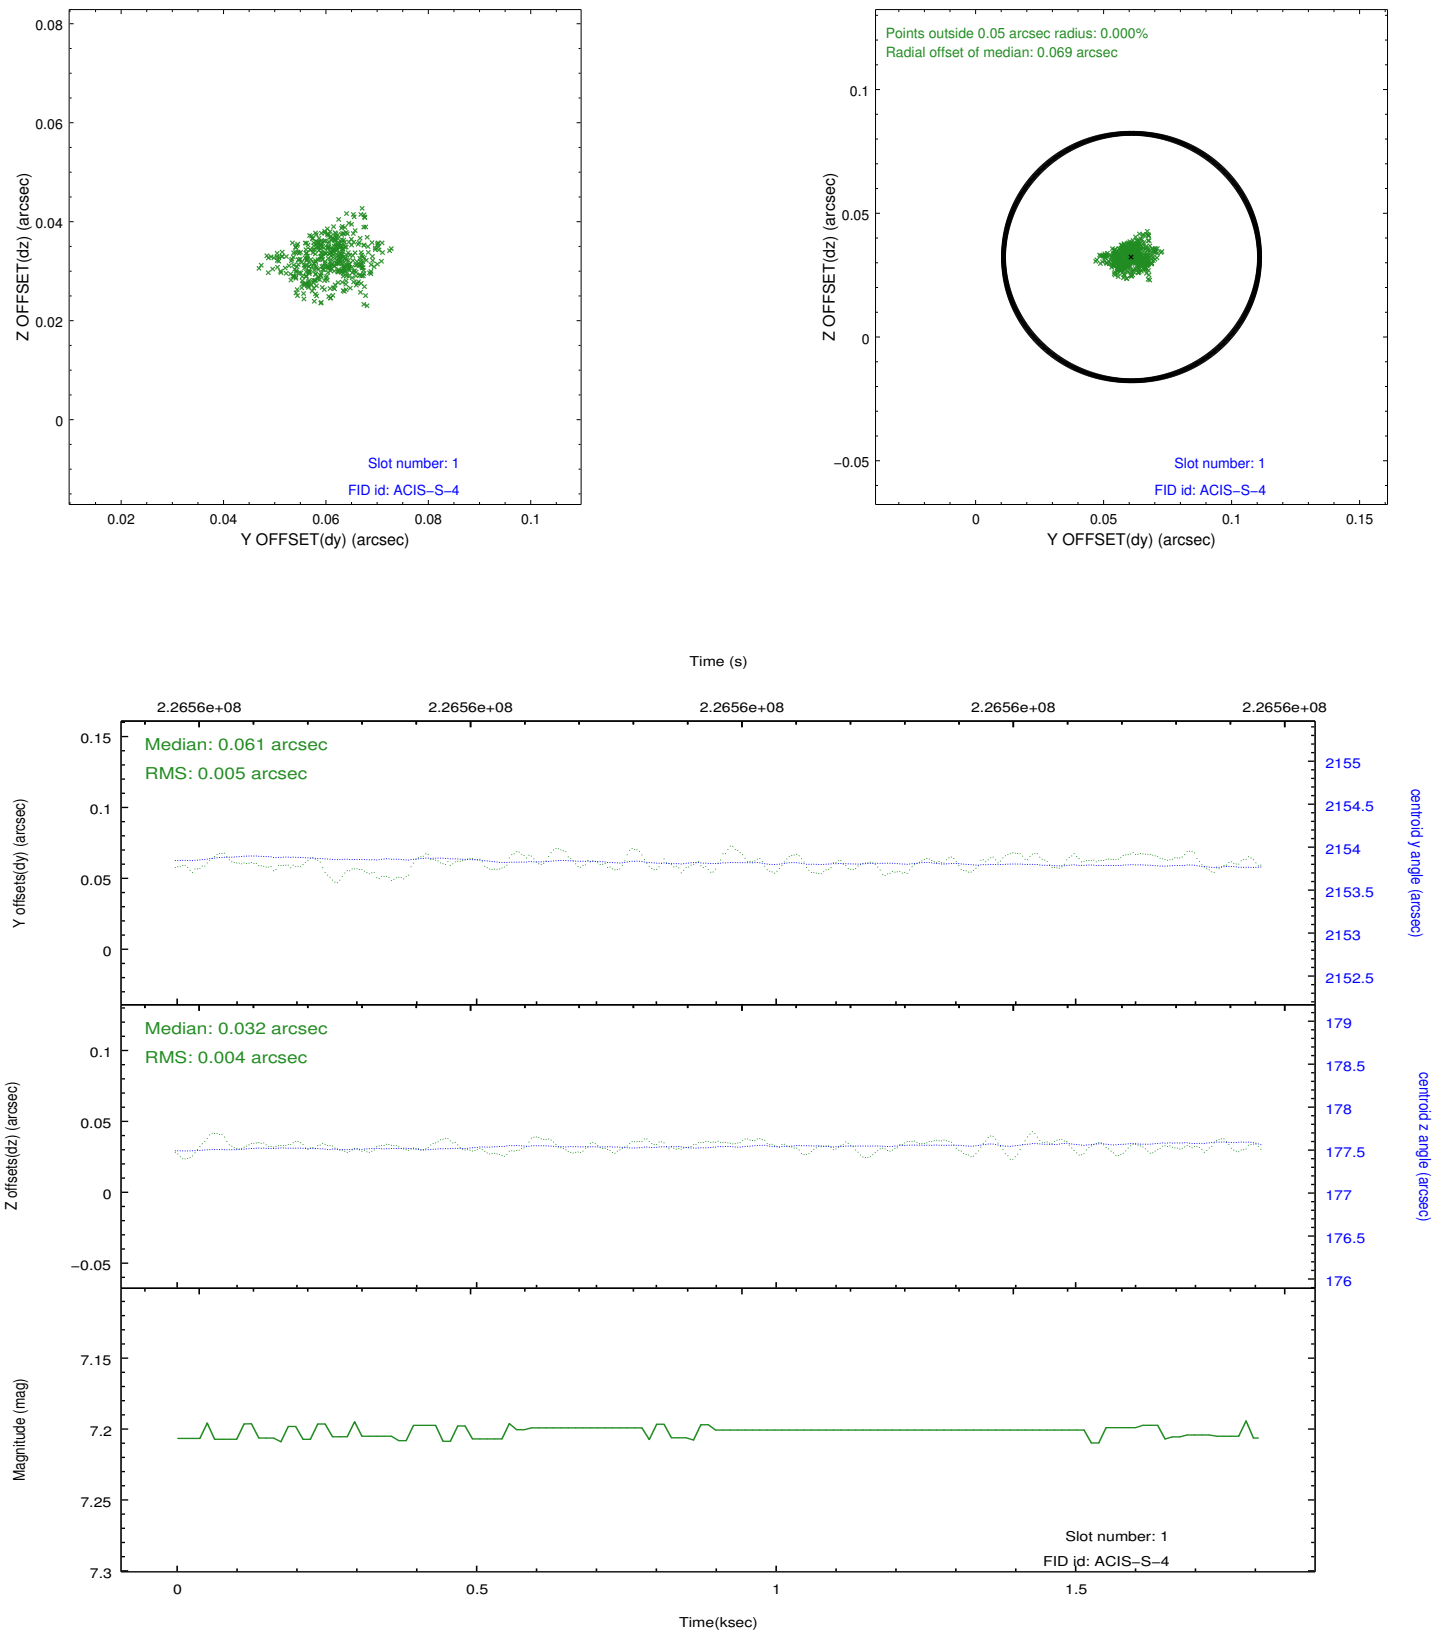 0.08
0.06
0.04
0.02
0
Z OFFSET(dz) (arcsec)
Slot number: 1
FID id: ACIS−S−4
0.02 0.04 0.06 0.08 0.1
Y OFFSET(dy) (arcsec)
Points outside 0.05 arcsec radius: 0.000%
Radial offset of median: 0.069 arcsec
0.1
0.05
0
−0.05
Z OFFSET(dz) (arcsec)
Slot number: 1
FID id: ACIS−S−4
0 0.05 0.1 0.15
Y OFFSET(dy) (arcsec)
Time (s)
2.2656e+08 2.2656e+08 2.2656e+08 2.2656e+08 2.2656e+08
Median: 0.061 arcsec
RMS: 0.005 arcsec
0.15
0.1
0.05
0
Y offsets(dy) (arcsec)
2155
2154.5
2154
2153.5
2153
2152.5
centroid y angle (arcsec)
Median: 0.032 arcsec
RMS: 0.004 arcsec
0.1
0.05
0
−0.05
Z offsets(dz) (arcsec)
179
178.5
178
177.5
177
176.5
176
centroid z angle (arcsec)
7.15
7.2
7.25
7.3
Magnitude (mag)
Slot number: 1
FID id: ACIS−S−4
0 0.5 1 1.5
Time(ksec)